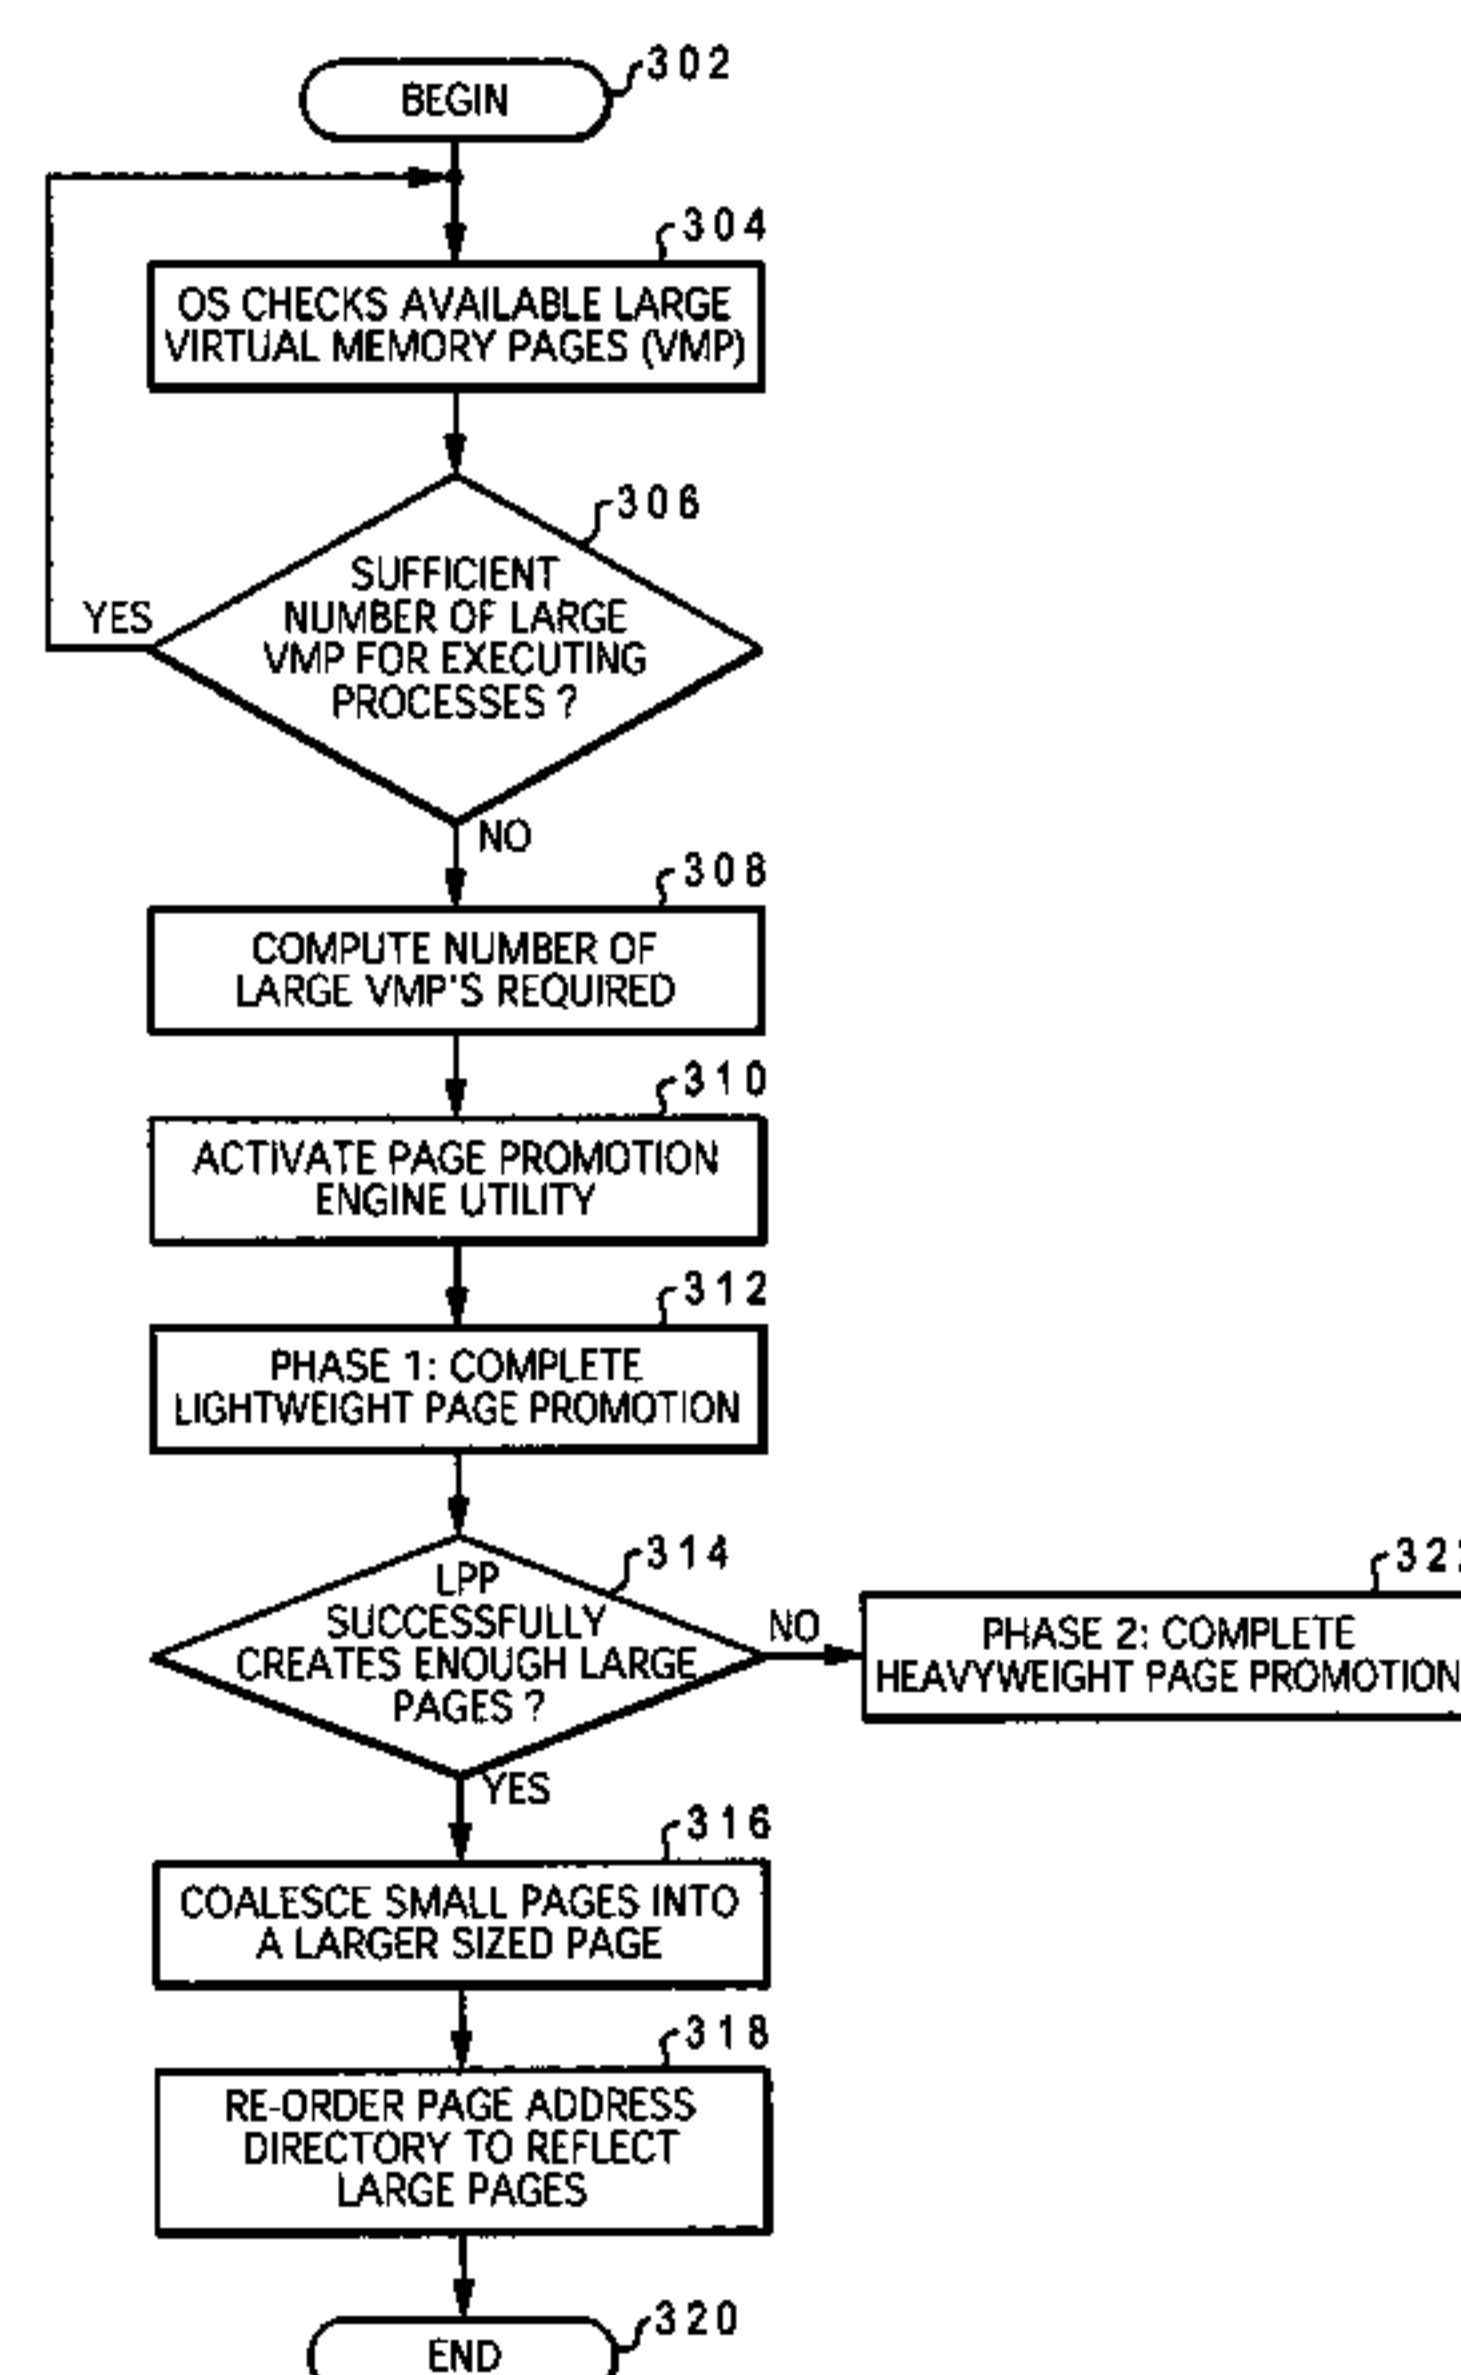 BEGIN
302
304
OS CHECKS AVAILABLE LARGE
VIRTUAL MEMORY PAGES (VMP)
306
SUFFICIENT
NUMBER OF LARGE
VMP FOR EXECUTING
PROCESSES ?
YES
NO
308
COMPUTE NUMBER OF
LARGE VMP'S REQUIRED
310
ACTIVATE PAGE PROMOTION
ENGINE UTILITY
312
PHASE 1: COMPLETE
LIGHTWEIGHT PAGE PROMOTION
314
LPP
SUCCESSFULLY
CREATES ENOUGH LARGE
PAGES ?
NO
PHASE 2: COMPLETE
HEAVYWEIGHT PAGE PROMOTION
YES
316
COALESCE SMALL PAGES INTO
A LARGER SIZED PAGE
318
RE-ORDER PAGE ADDRESS
DIRECTORY TO REFLECT
LARGE PAGES
320
END